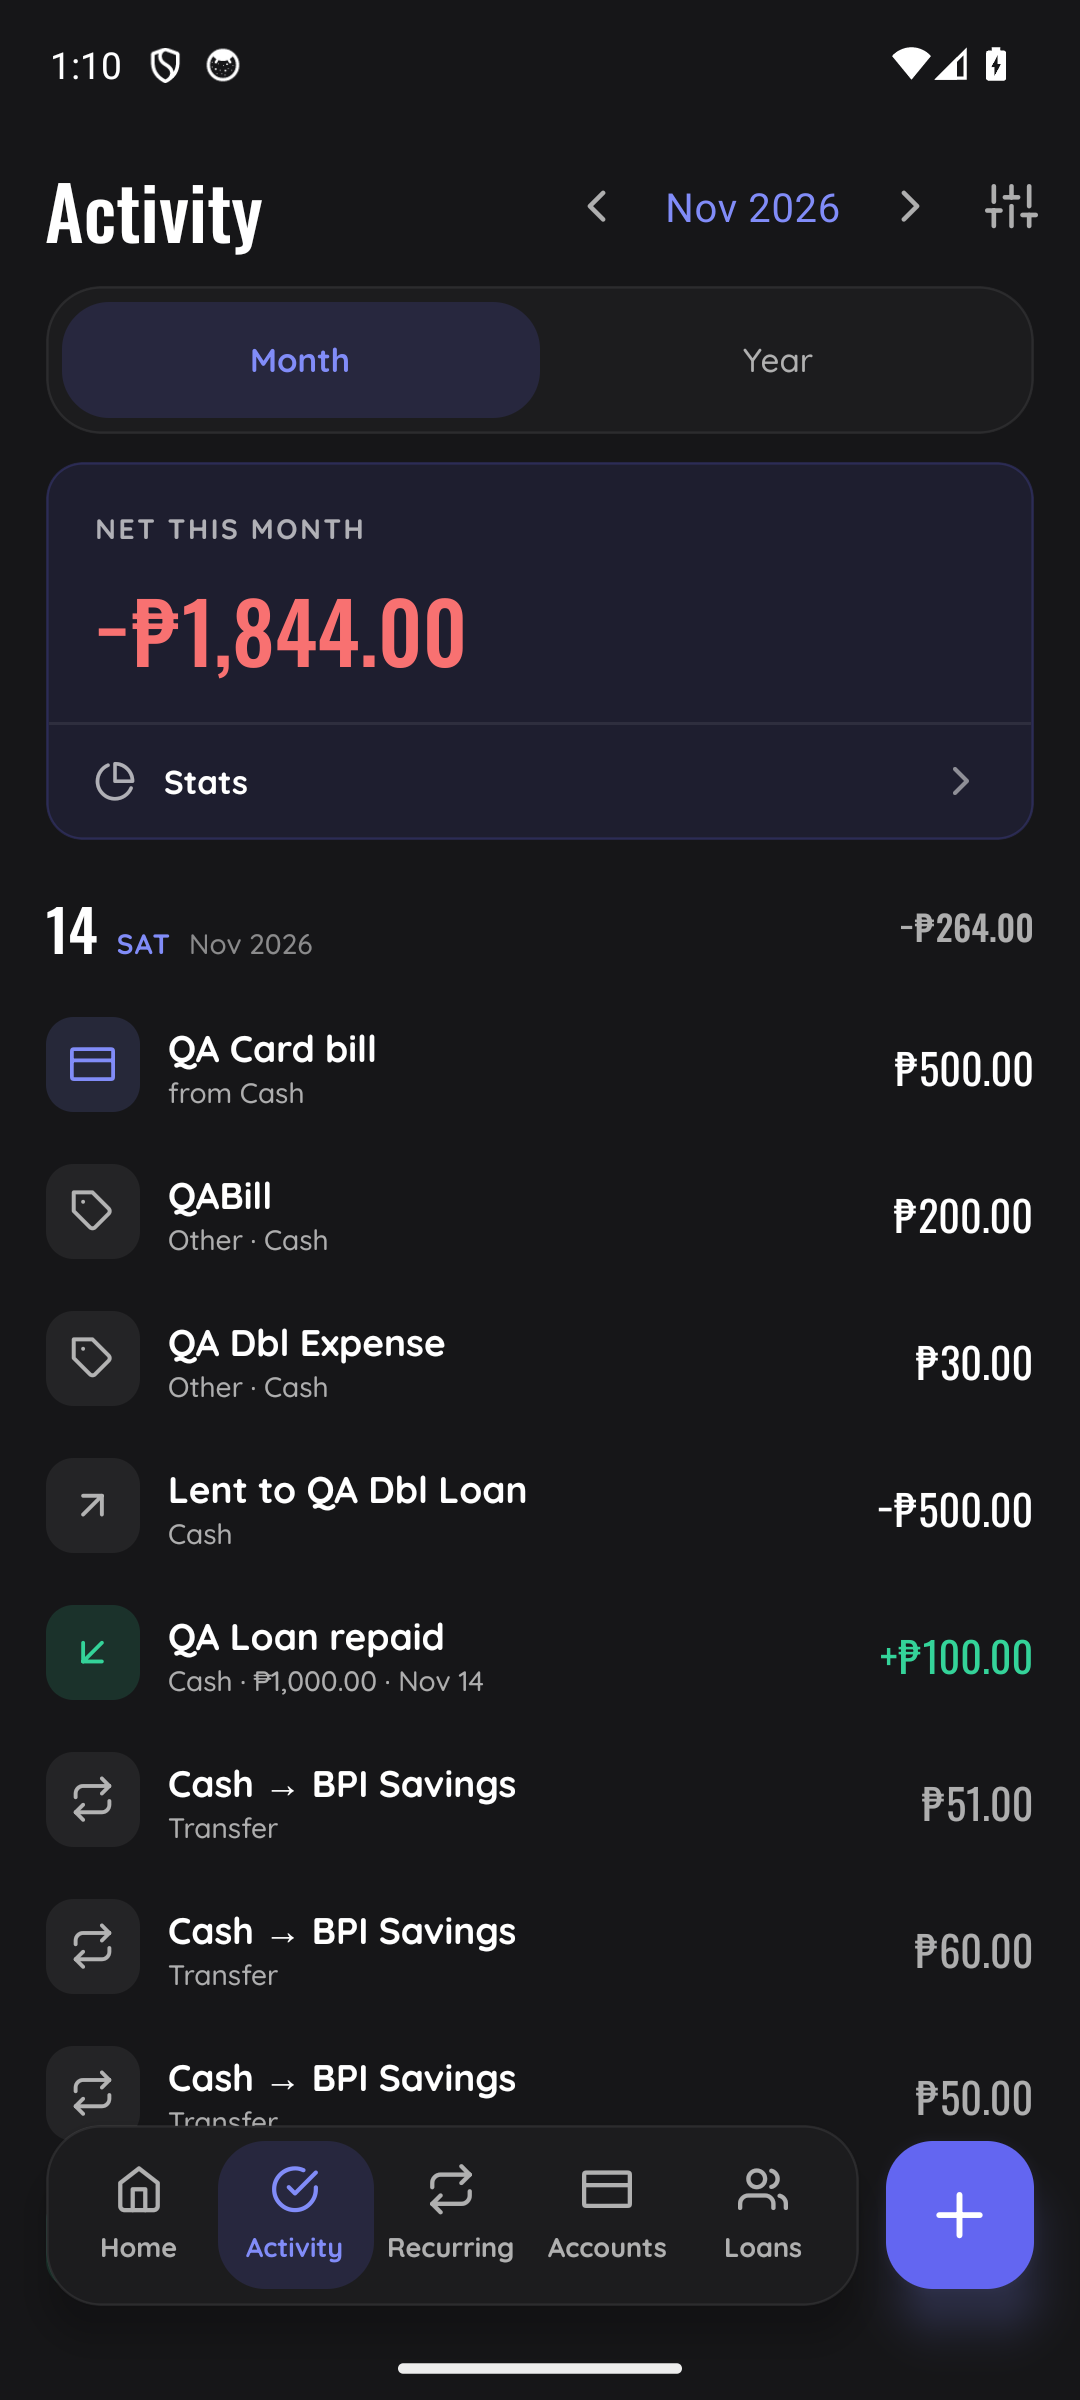 1:10
Activity
Nov 2026
Month
Year
NET THIS MONTH
-₱1,844.00
Stats
14 SAT Nov 2026
-₱264.00
QA Card bill
from Cash
₱500.00
QABill
Other · Cash
₱200.00
QA Dbl Expense
Other · Cash
₱30.00
Lent to QA Dbl Loan
Cash
-₱500.00
QA Loan repaid
Cash · ₱1,000.00 · Nov 14
+₱100.00
Cash → BPI Savings
Transfer
₱51.00
Cash → BPI Savings
Transfer
₱60.00
Cash → BPI Savings
Transfer
₱50.00
Home
Activity
Recurring
Accounts
Loans